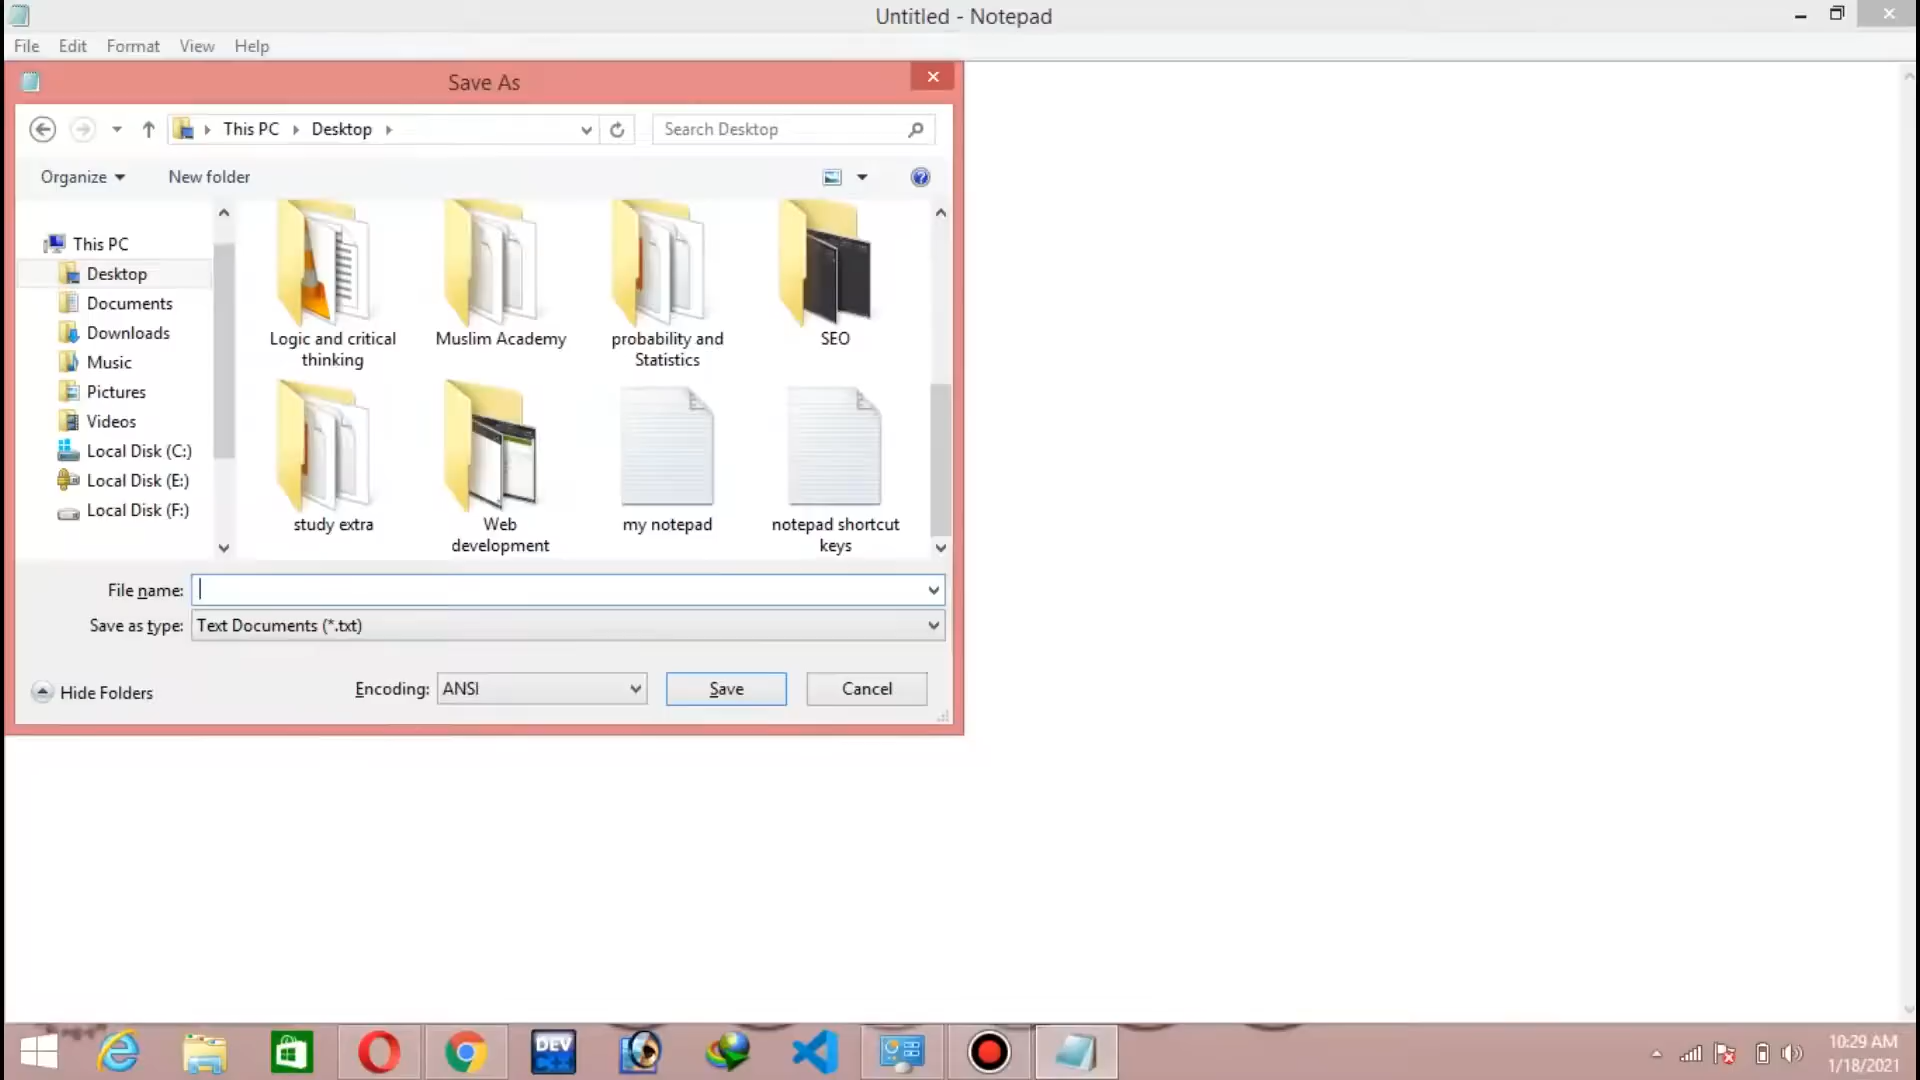 Untitled - Notepad
File Edit Format View Help
Save As
This PC Desktop
Search Desktop
Organize New folder
This PC
Desktop
Documents
Downloads
Music
Pictures
Videos
Local Disk (C:)
Local Disk (E:)
Local Disk (F:)
Logic and critical
thinking
Muslim Academy
probability and
Statistics
SEO
study extra
Web
development
my notepad
notepad shortcut
keys
File name:
Save as type: Text Documents (*.txt)
Hide Folders
Encoding: ANSI
Save
Cancel
DEV
10:29 AM
1/18/2021